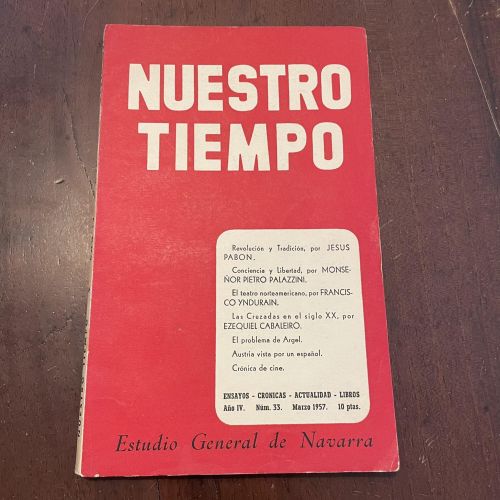 NUESTRO
TIEMPO
Revolución y Tradición, por JESUS
PABON.
Conciencia y Libertad, por MONSE-
ÑOR PIETRO PALAZZINI.
El teatro norteamericano, por FRANCIS-
CO YNDURAIN.
Las Cruzadas en el siglo XX, por
EZEQUIEL CABALEIRO.
El problema de Argel.
Austria vista por un español.
Crónica de cine.
ENSAYOS - CRONICAS - ACTUALIDAD - LIBROS
Año IV. Núm. 33. Marzo 1957. 10 ptas.
Estudio General de Navarra